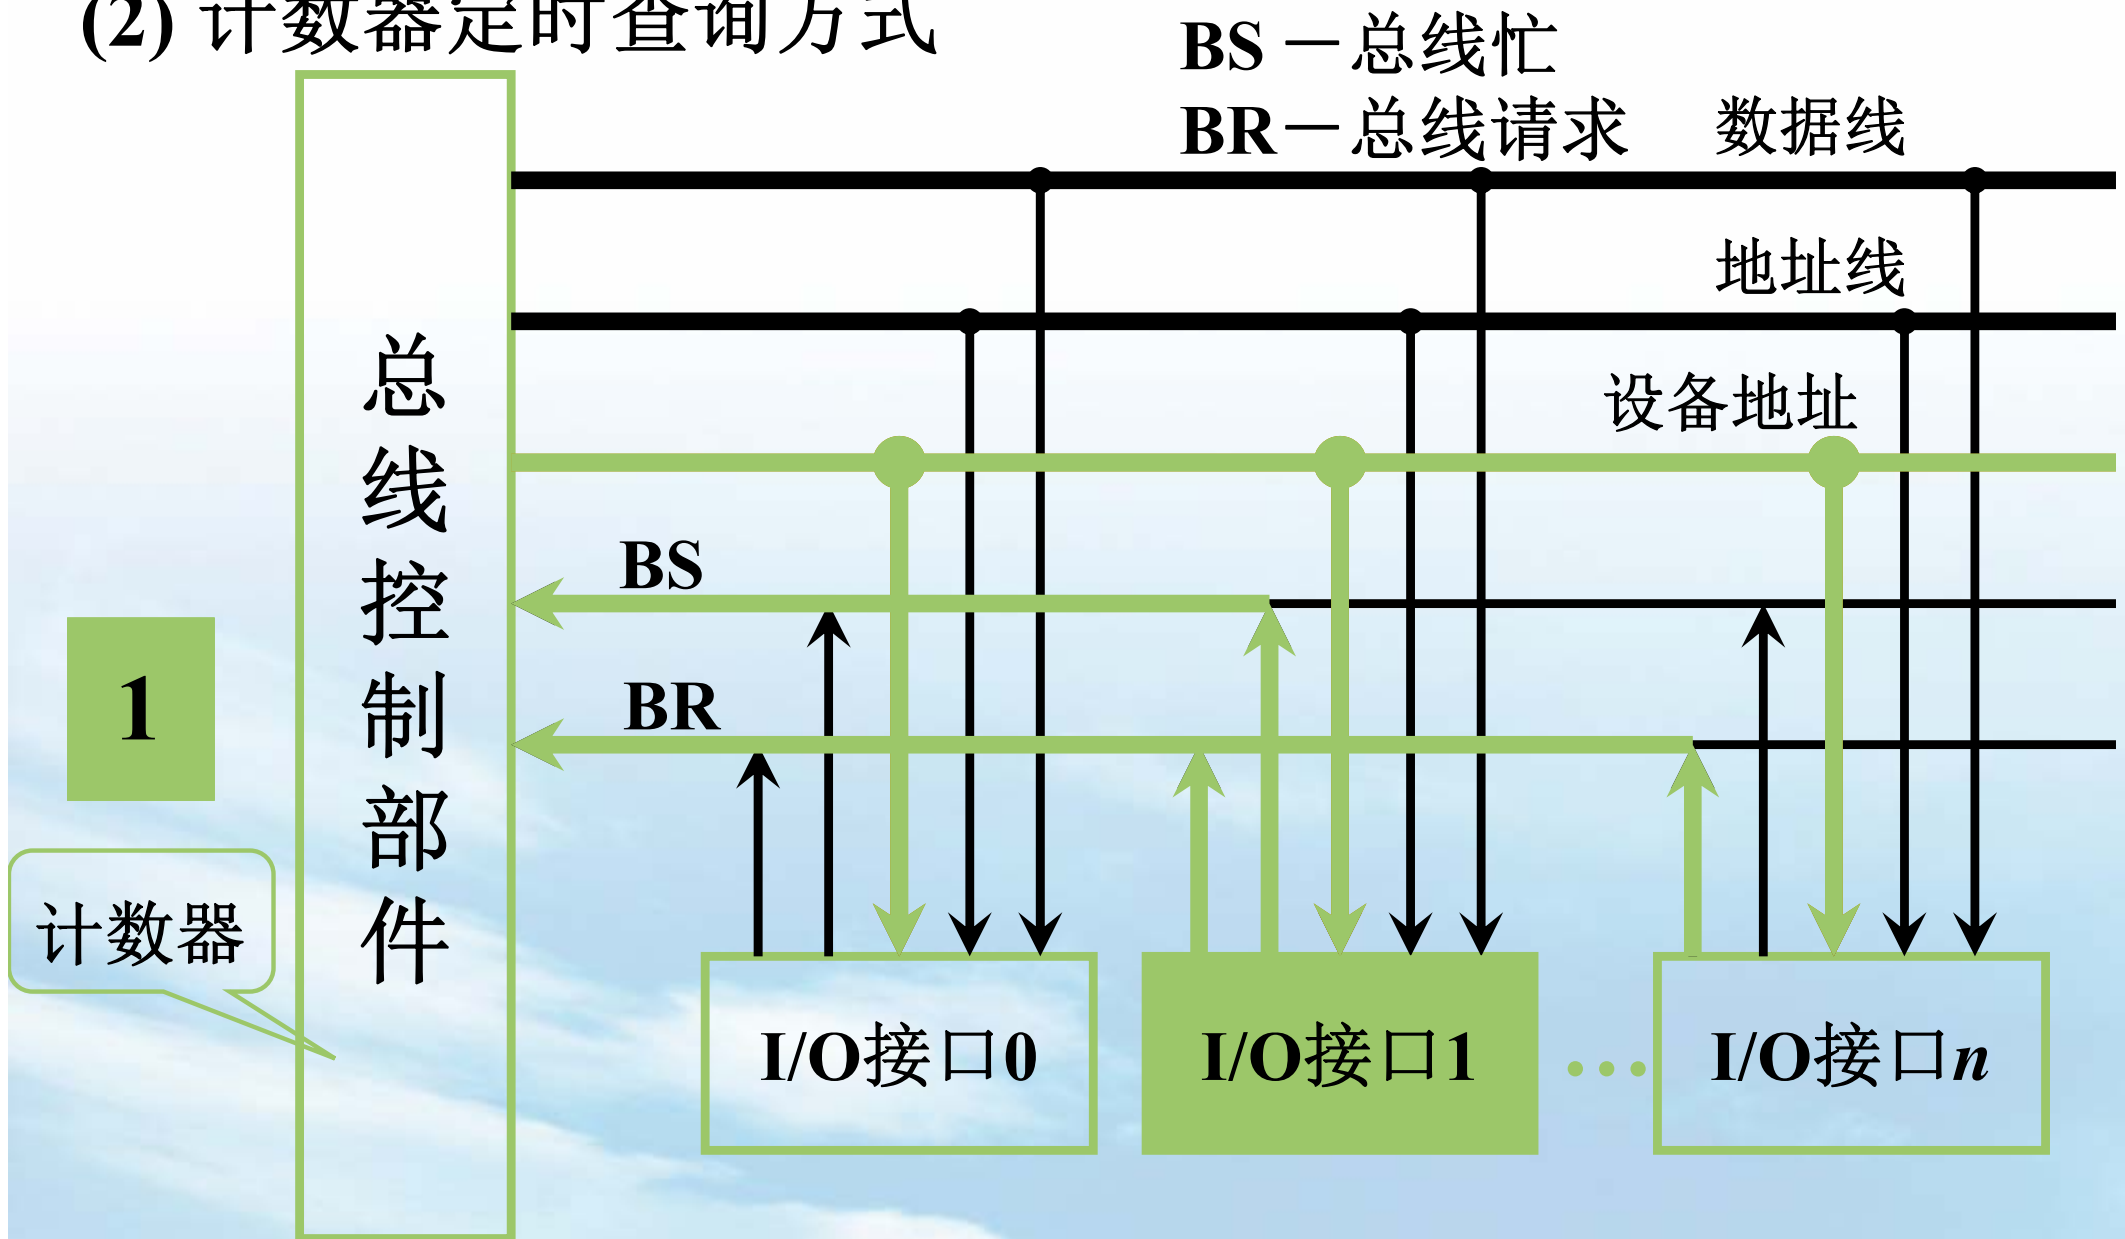 (2) 计数器定时查询方式
BS－总线忙
BR－总线请求
数据线
地址线
设备地址
BS
BR
总线控制部件
1
计数器
I/O接口0
I/O接口1
…
I/O接口n